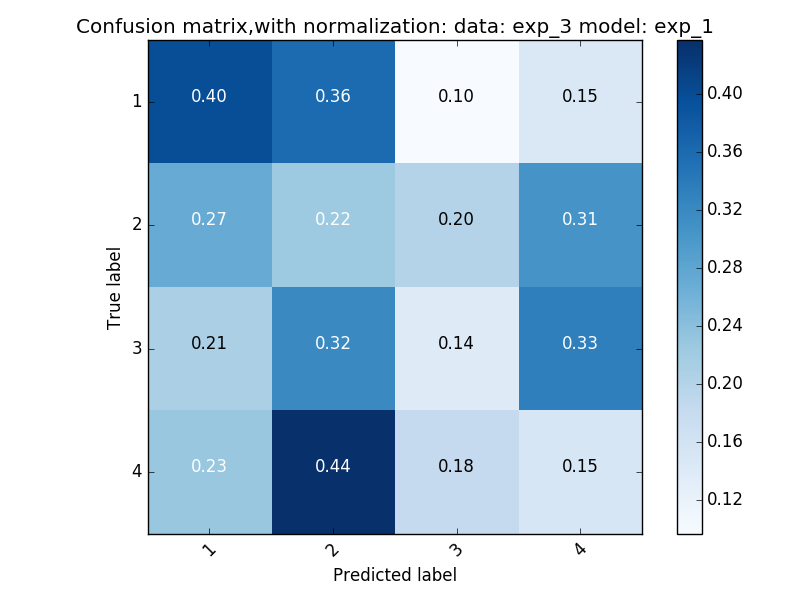 Confusion matrix,with normalization: data: exp_3 model: exp_1
True label
1 0.40 0.36 0.10 0.15
2 0.27 0.22 0.20 0.31
3 0.21 0.32 0.14 0.33
4 0.23 0.44 0.18 0.15
1 2 3 4
Predicted label
0.40
0.36
0.32
0.28
0.24
0.20
0.16
0.12